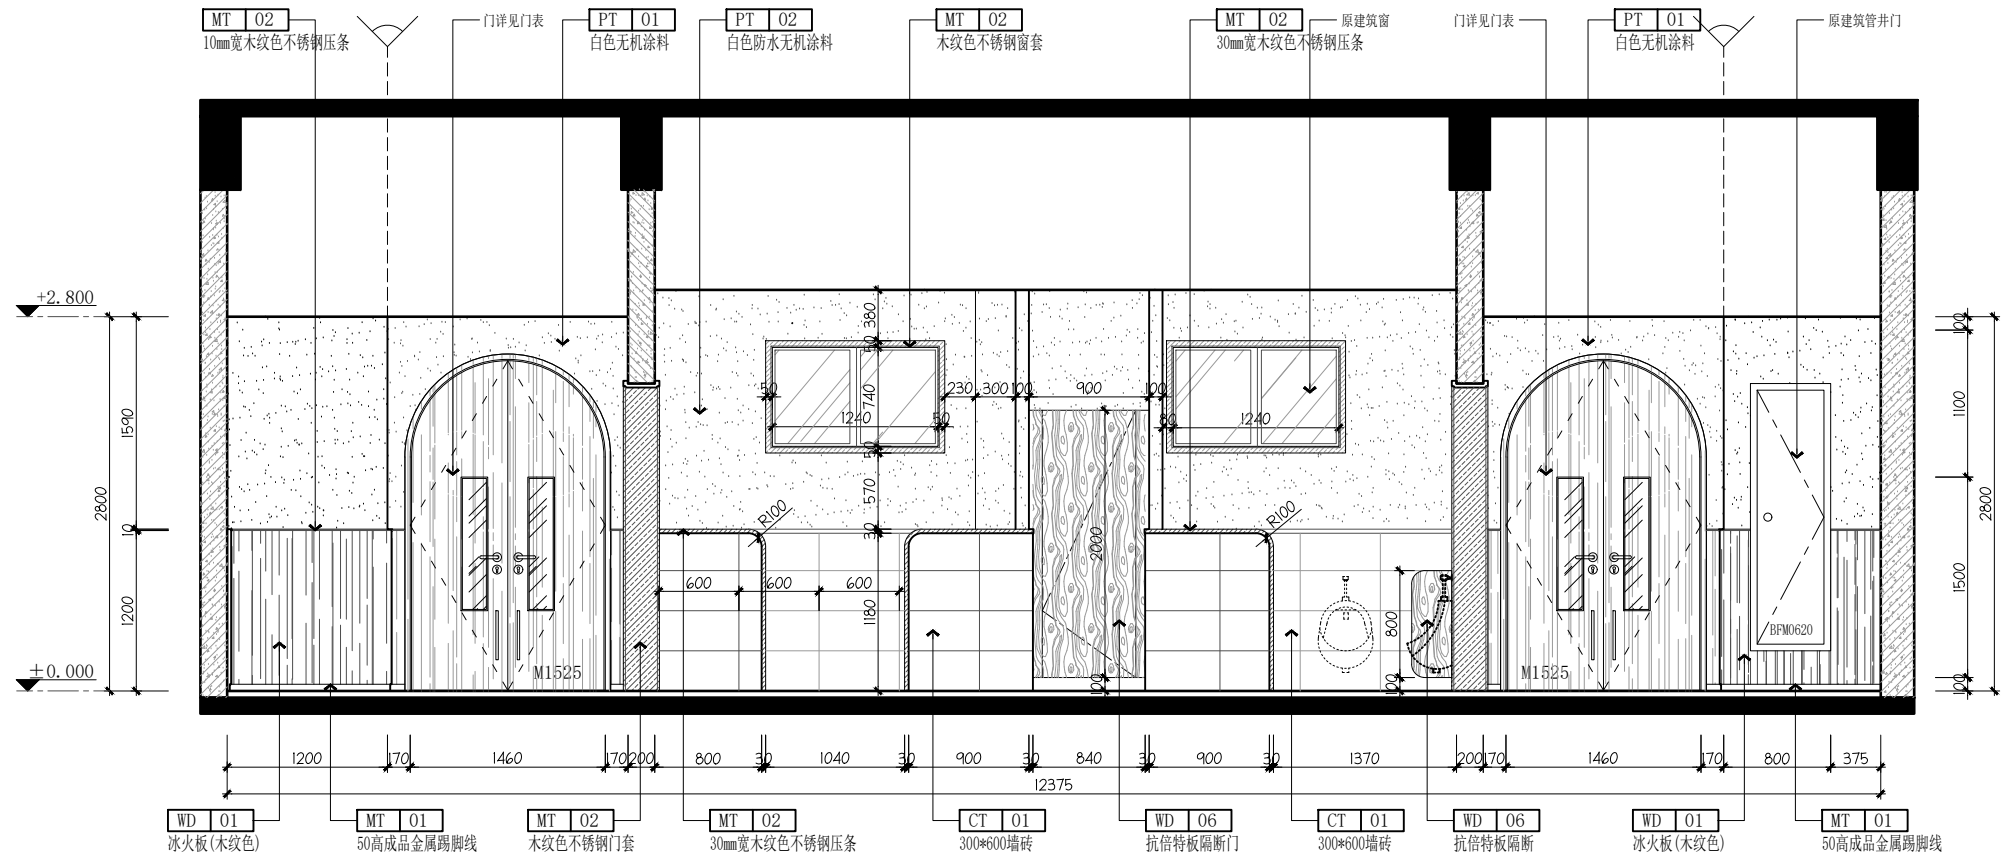 MT 02
10mm宽木纹色不锈钢压条
门详见门表
PT 01
白色无机涂料
PT 02
白色防水无机涂料
MT 02
木纹色不锈钢窗套
MT 02
30mm宽木纹色不锈钢压条
原建筑窗
门详见门表
PT 01
白色无机涂料
原建筑管井门
+2.800
±0.000
2800
1590
10
1200
380
50
740
50
570
30
1180
50
1240
50
230
300
100
900
100
80
1240
R100
R100
600
600
600
2000
100
800
100
M1525
M1525
BFM0620
100
1100
1500
100
2800
1200
170
1460
170
200
800
30
1040
30
900
30
840
30
900
30
1370
200
170
1460
170
800
375
12375
WD 01
冰火板(木纹色)
MT 01
50高成品金属踢脚线
MT 02
木纹色不锈钢门套
MT 02
30mm宽木纹色不锈钢压条
CT 01
300*600墙砖
WD 06
抗倍特板隔断门
CT 01
300*600墙砖
WD 06
抗倍特板隔断
WD 01
冰火板(木纹色)
MT 01
50高成品金属踢脚线